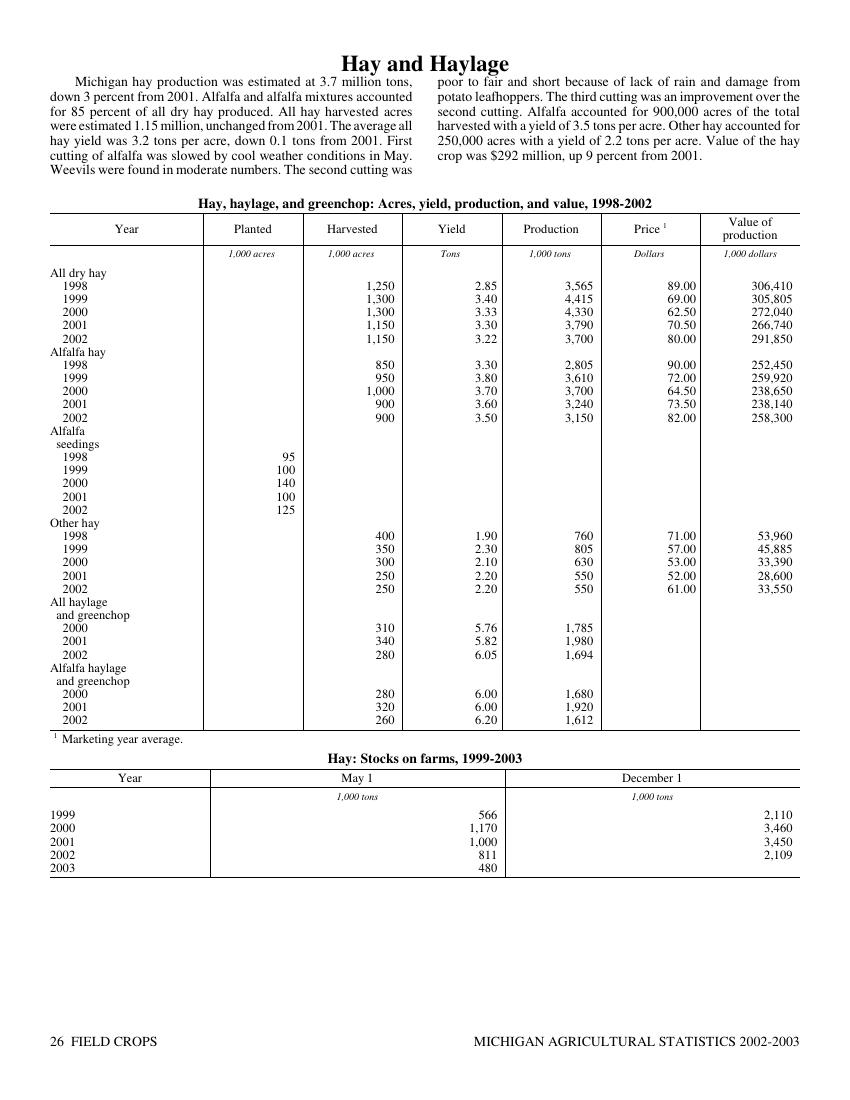 Hay and Haylage
Michigan hay production was estimated at 3.7 million tons,
down 3 percent from 2001. Alfalfa and alfalfa mixtures accounted
for 85 percent of all dry hay produced. All hay harvested acres
were estimated 1.15 million, unchanged from 2001. The average all
hay yield was 3.2 tons per acre, down 0.1 tons from 2001. First
cutting of alfalfa was slowed by cool weather conditions in May.
Weevils were found in moderate numbers. The second cutting was
poor to fair and short because of lack of rain and damage from
potato leafhoppers. The third cutting was an improvement over the
second cutting. Alfalfa accounted for 900,000 acres of the total
harvested with a yield of 3.5 tons per acre. Other hay accounted for
250,000 acres with a yield of 2.2 tons per acre. Value of the hay
crop was $292 million, up 9 percent from 2001.
Hay, haylage, and greenchop: Acres, yield, production, and value, 1998-2002
Year Planted Harvested Yield Production Price 1 Value of
production
1,000 acres 1,000 acres Tons 1,000 tons Dollars 1,000 dollars
All dry hay
1998 1,250 2.85 3,565 89.00 306,410
1999 1,300 3.40 4,415 69.00 305,805
2000 1,300 3.33 4,330 62.50 272,040
2001 1,150 3.30 3,790 70.50 266,740
2002 1,150 3.22 3,700 80.00 291,850
Alfalfa hay
1998 850 3.30 2,805 90.00 252,450
1999 950 3.80 3,610 72.00 259,920
2000 1,000 3.70 3,700 64.50 238,650
2001 900 3.60 3,240 73.50 238,140
2002 900 3.50 3,150 82.00 258,300
Alfalfa
seedings
1998 95
1999 100
2000 140
2001 100
2002 125
Other hay
1998 400 1.90 760 71.00 53,960
1999 350 2.30 805 57.00 45,885
2000 300 2.10 630 53.00 33,390
2001 250 2.20 550 52.00 28,600
2002 250 2.20 550 61.00 33,550
All haylage
and greenchop
2000 310 5.76 1,785
2001 340 5.82 1,980
2002 280 6.05 1,694
Alfalfa haylage
and greenchop
2000 280 6.00 1,680
2001 320 6.00 1,920
2002 260 6.20 1,612
1 Marketing year average.
Hay: Stocks on farms, 1999-2003
Year May 1 December 1
1,000 tons 1,000 tons
1999 566 2,110
2000 1,170 3,460
2001 1,000 3,450
2002 811 2,109
2003 480
26 FIELD CROPS MICHIGAN AGRICULTURAL STATISTICS 2002-2003